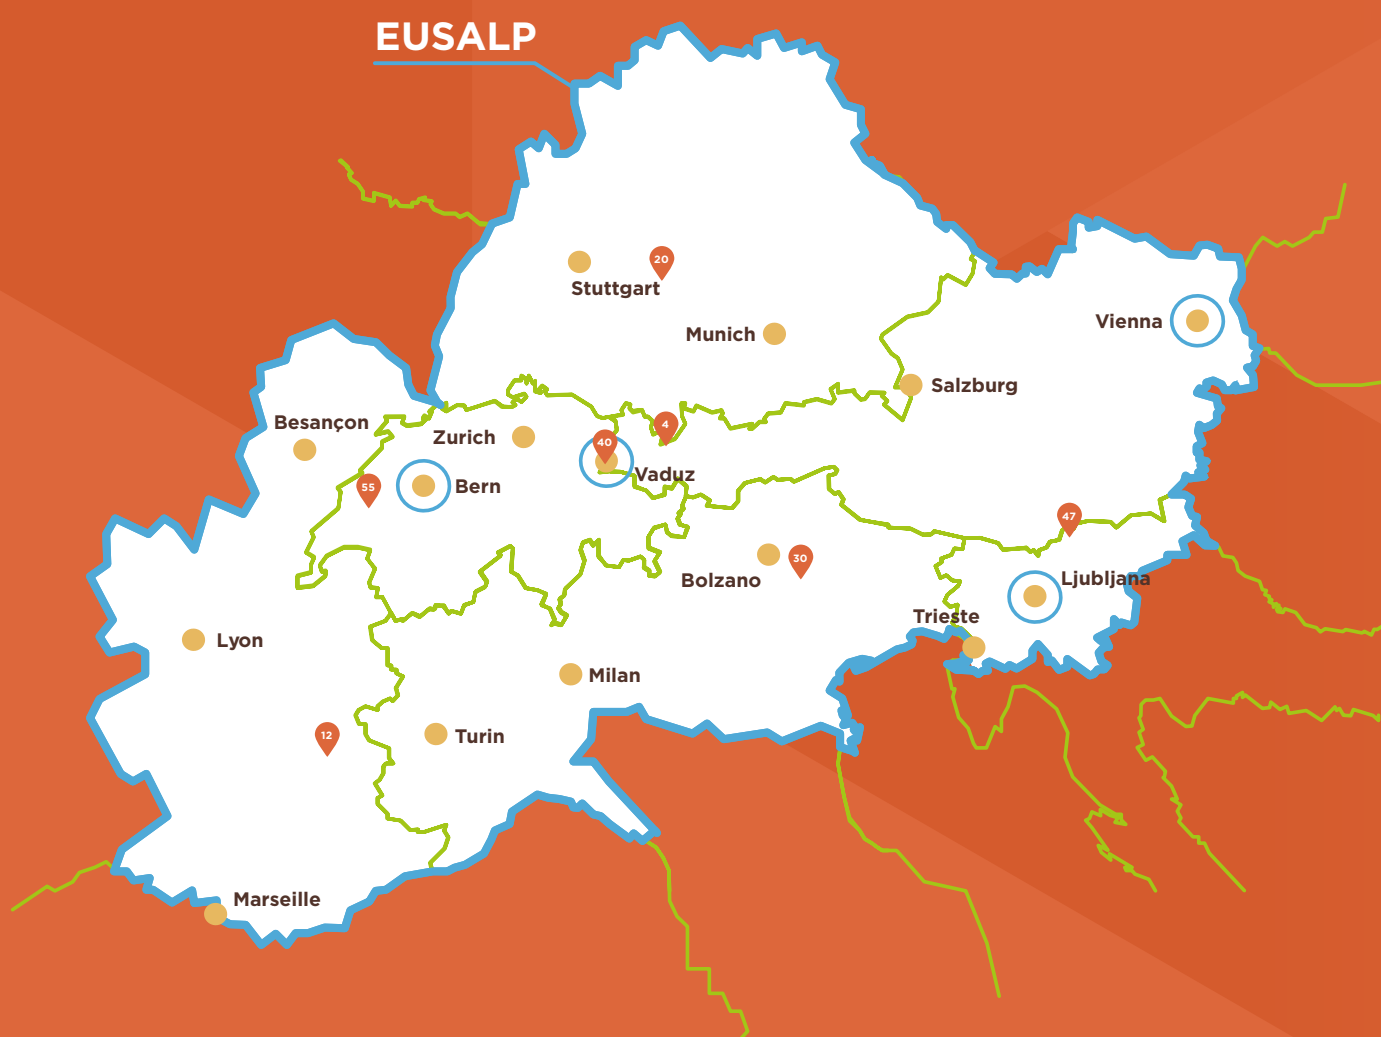 EUSALP
20
Stuttgart
Vienna
Munich
Salzburg
Besançon
4
Zurich
40
Vaduz
55
Bern
47
30
Bolzano
Ljubljana
Trieste
Lyon
Milan
12
Turin
Marseille